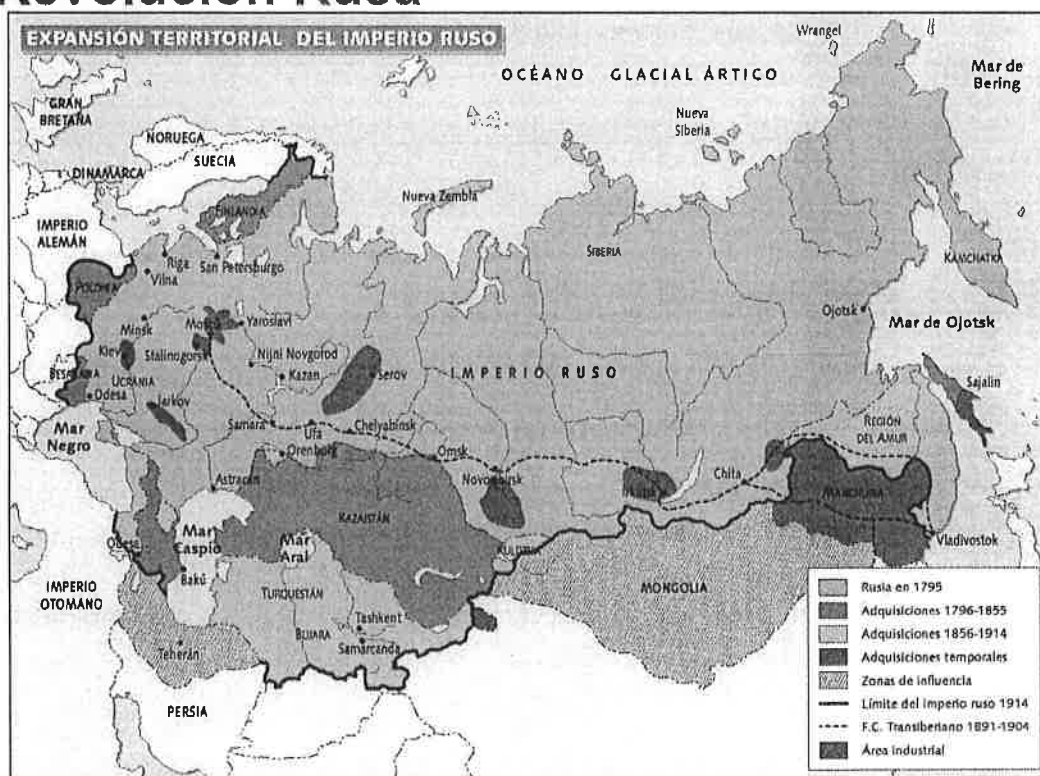 Revolución Rusa
EXPANSIÓN TERRITORIAL DEL IMPERIO RUSO
Wrangel
Mar de
Bering
OCÉANO GLACIAL ÁRTICO
GRAN
BRETAÑA
Nueva
Siberia
NORUEGA
SUECIA
DINAMARCA
Nueva Zembla
FINLANDIA
IMPERIO
ALEMÁN
SIBERIA
KAMCHATKA
Riga
San Petersburgo
Vilna
POLONIA
Ojotsk
Mar de Ojotsk
Minsk
Moscú
Yaroslavl
Kiev
Stalinogorsk
Nijni Novgorod
Kazan
Serov
IMPERIO RUSO
Sajalin
BESARABIA
UCRANIA
Odesa
Jarkov
Mar
Negro
Samara
Ufa
Chelyabinsk
Orenborg
Omsk
REGIÓN
DEL AMUR
Astracán
Novosibirsk
Irkutsk
Chita
MANCHURIA
KAZAJSTÁN
Vladivostok
Odesa
Mar
Caspio
Mar
Aral
KULDJA
Bakú
MONGOLIA
IMPERIO
OTOMANO
TURQUESTÁN
Tashkent
BUJARA
Samarcanda
Teherán
PERSIA
Rusia en 1795
Adquisiciones 1796-1855
Adquisiciones 1856-1914
Adquisiciones temporales
Zonas de influencia
Límite del imperio ruso 1914
F.C. Transiberiano 1891-1904
Área industrial